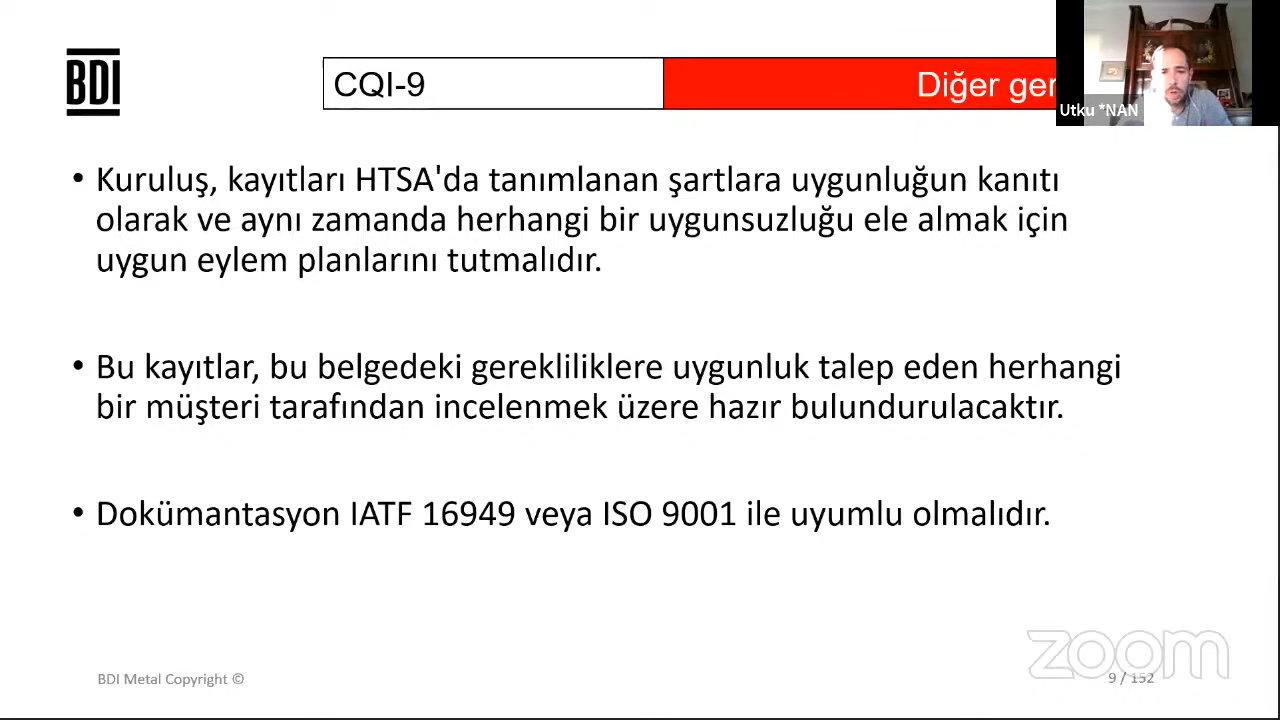 BDI
CQI-9
Diğer ger
Utku *NAN
• Kuruluş, kayıtları HTSA'da tanımlanan şartlara uygunluğun kanıtı
olarak ve aynı zamanda herhangi bir uygunsuzluğu ele almak için
uygun eylem planlarını tutmalıdır.
• Bu kayıtlar, bu belgedeki gerekliliklere uygunluk talep eden herhangi
bir müşteri tarafından incelenmek üzere hazır bulundurulacaktır.
• Dokümantasyon IATF 16949 veya ISO 9001 ile uyumlu olmalıdır.
zoom
BDI Metal Copyright ©
9 / 152